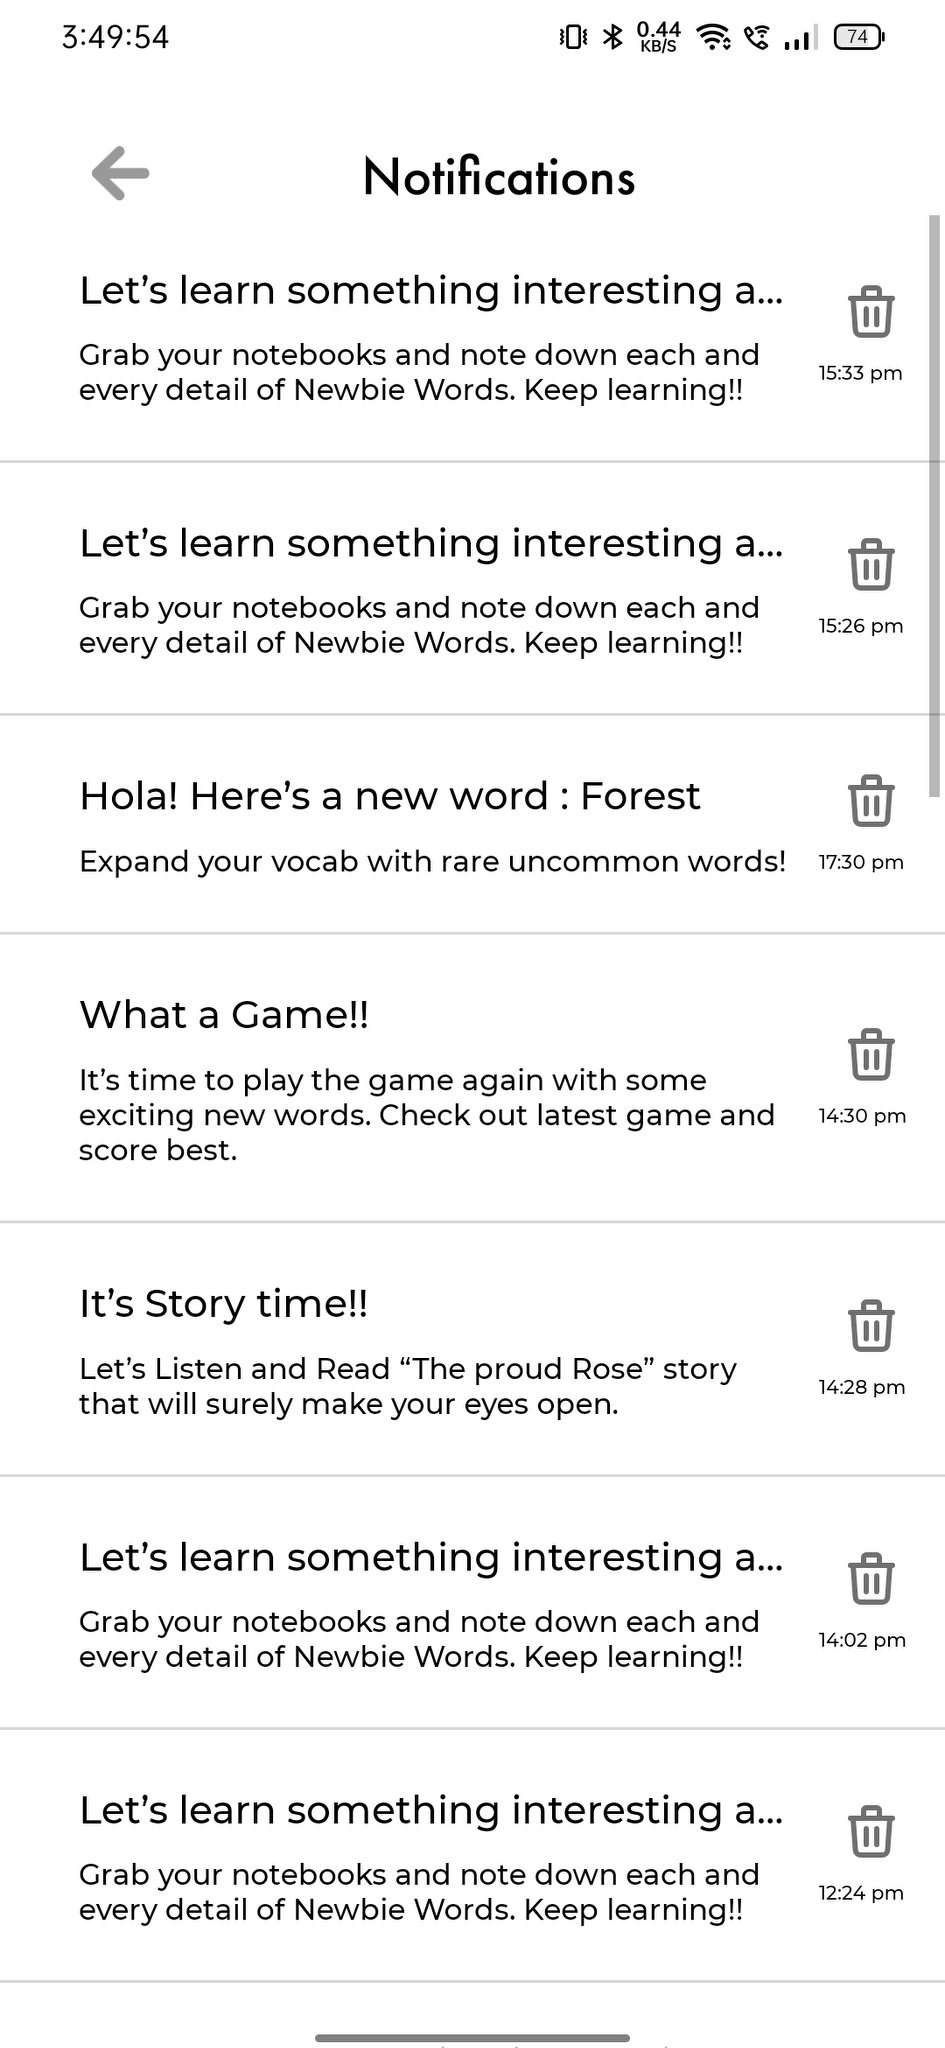 3:49:54
0.44
KB/S
74
Notifications
Let’s learn something interesting a...
Grab your notebooks and note down each and
every detail of Newbie Words. Keep learning!!
15:33 pm
Let’s learn something interesting a...
Grab your notebooks and note down each and
every detail of Newbie Words. Keep learning!!
15:26 pm
Hola! Here’s a new word : Forest
Expand your vocab with rare uncommon words!
17:30 pm
What a Game!!
It’s time to play the game again with some
exciting new words. Check out latest game and
score best.
14:30 pm
It’s Story time!!
Let’s Listen and Read “The proud Rose” story
that will surely make your eyes open.
14:28 pm
Let’s learn something interesting a...
Grab your notebooks and note down each and
every detail of Newbie Words. Keep learning!!
14:02 pm
Let’s learn something interesting a...
Grab your notebooks and note down each and
every detail of Newbie Words. Keep learning!!
12:24 pm